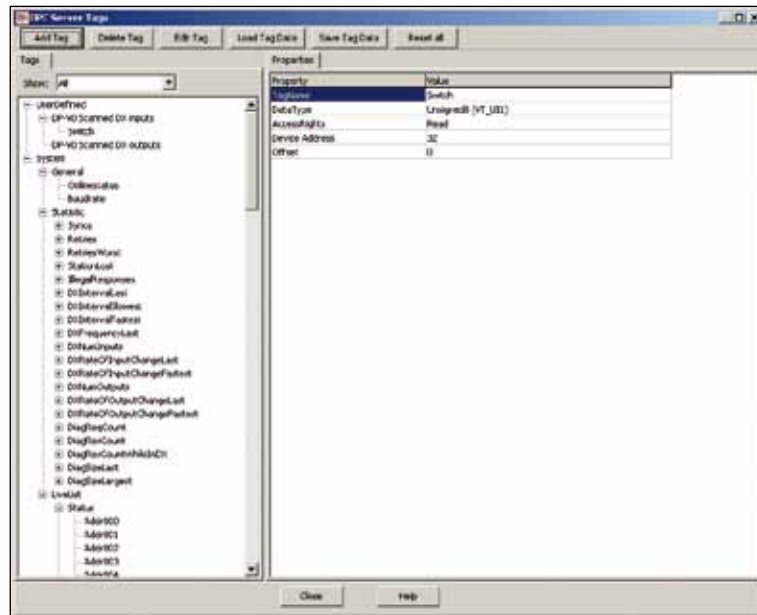 OPC Server Tags
Add Tag Delete Tag Edit Tag Load Tag Data Save Tag Data Reset all
Tags
Show: All
UserDefined
DP-V0 Scanned DX inputs
Switch
DP-V0 Scanned DX outputs
System
General
OnlineStatus
Baudrate
Statistic
Syncs
Retries
RetriesWorst
StationLost
IllegalResponses
DXIntervalLast
DXIntervalSlowest
DXIntervalFastest
DXFrequencyLast
DXNumInputs
DXRateOfInputChangeLast
DXRateOfInputChangeFastest
DXNumOutputs
DXRateOfOutputChangeLast
DXRateOfOutputChangeFastest
DiagReqCount
DiagResCount
DiagResCountWhileInDX
DiagSizeLast
DiagSizeLargest
LiveList
Status
Addr000
Addr001
Addr002
Addr003
Addr004
Properties
Property Value
TagName Switch
DataType Unsigned8 (VT_UI1)
AccessRights Read
Device Address 32
Offset 0
Close Help